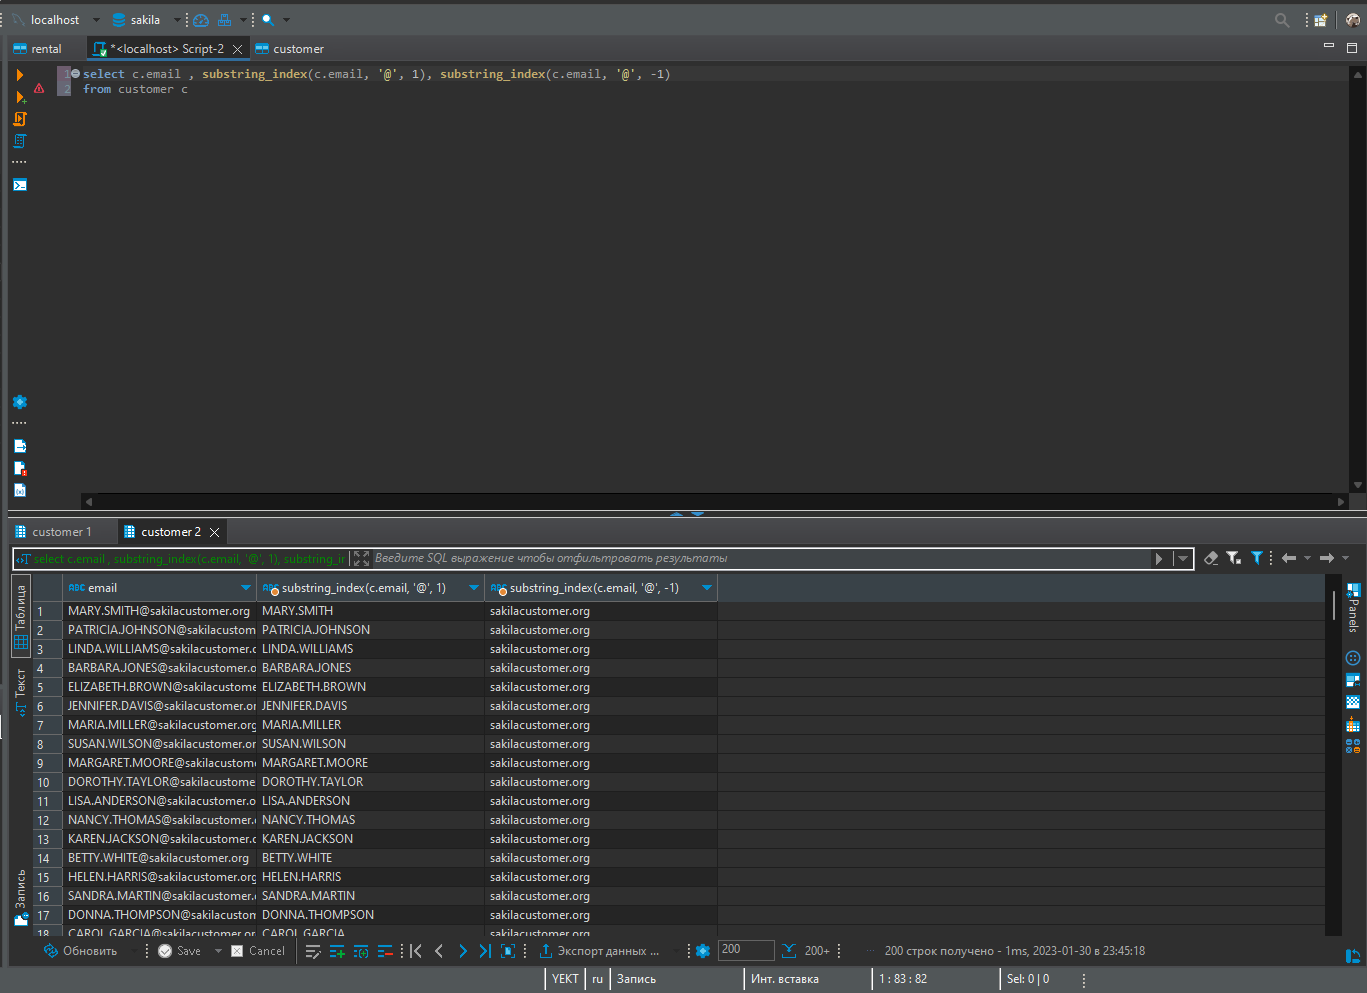 localhost sakila
rental *<localhost> Script-2 customer
1 select c.email , substring_index(c.email, '@', 1), substring_index(c.email, '@', -1)
2 from customer c
customer 1 customer 2
select c.email , substring_index(c.email, '@', 1), substring_ir Введите SQL выражение чтобы отфильтровать результаты
Таблица
Текст
Запись
Panels
email substring_index(c.email, '@', 1) substring_index(c.email, '@', -1)
1 MARY.SMITH@sakilacustomer.org MARY.SMITH sakilacustomer.org
2 PATRICIA.JOHNSON@sakilacustom PATRICIA.JOHNSON sakilacustomer.org
3 LINDA.WILLIAMS@sakilacustomer.c LINDA.WILLIAMS sakilacustomer.org
4 BARBARA.JONES@sakilacustomer.o BARBARA.JONES sakilacustomer.org
5 ELIZABETH.BROWN@sakilacustome ELIZABETH.BROWN sakilacustomer.org
6 JENNIFER.DAVIS@sakilacustomer.or JENNIFER.DAVIS sakilacustomer.org
7 MARIA.MILLER@sakilacustomer.org MARIA.MILLER sakilacustomer.org
8 SUSAN.WILSON@sakilacustomer.or SUSAN.WILSON sakilacustomer.org
9 MARGARET.MOORE@sakilacustome MARGARET.MOORE sakilacustomer.org
10 DOROTHY.TAYLOR@sakilacustome DOROTHY.TAYLOR sakilacustomer.org
11 LISA.ANDERSON@sakilacustomer.o LISA.ANDERSON sakilacustomer.org
12 NANCY.THOMAS@sakilacustomer. NANCY.THOMAS sakilacustomer.org
13 KAREN.JACKSON@sakilacustomer.c KAREN.JACKSON sakilacustomer.org
14 BETTY.WHITE@sakilacustomer.org BETTY.WHITE sakilacustomer.org
15 HELEN.HARRIS@sakilacustomer.org HELEN.HARRIS sakilacustomer.org
16 SANDRA.MARTIN@sakilacustomer. SANDRA.MARTIN sakilacustomer.org
17 DONNA.THOMPSON@sakilacustom DONNA.THOMPSON sakilacustomer.org
18 CAROL.GARCIA@sakilacustomer.or CAROL.GARCIA sakilacustomer.org
Обновить Save Cancel Экспорт данных ... 200 200+ 200 строк получено - 1ms, 2023-01-30 в 23:45:18
YEKT ru Запись Инт. вставка 1 : 83 : 82 Sel: 0 | 0